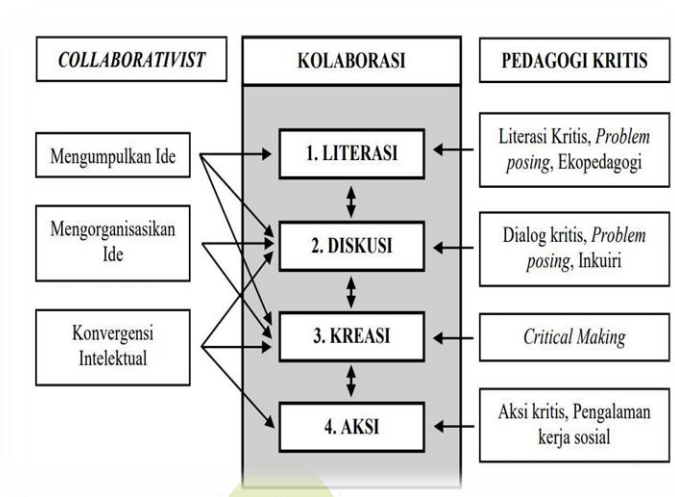 COLLABORATIVIST
KOLABORASI
PEDAGOGI KRITIS
Mengumpulkan Ide
Mengorganisasikan
Ide
Konvergensi
Intelektual
1. LITERASI
2. DISKUSI
3. KREASI
4. AKSI
Literasi Kritis, Problem
posing, Ekopedagogi
Dialog kritis, Problem
posing, Inkuiri
Critical Making
Aksi kritis, Pengalaman
kerja sosial